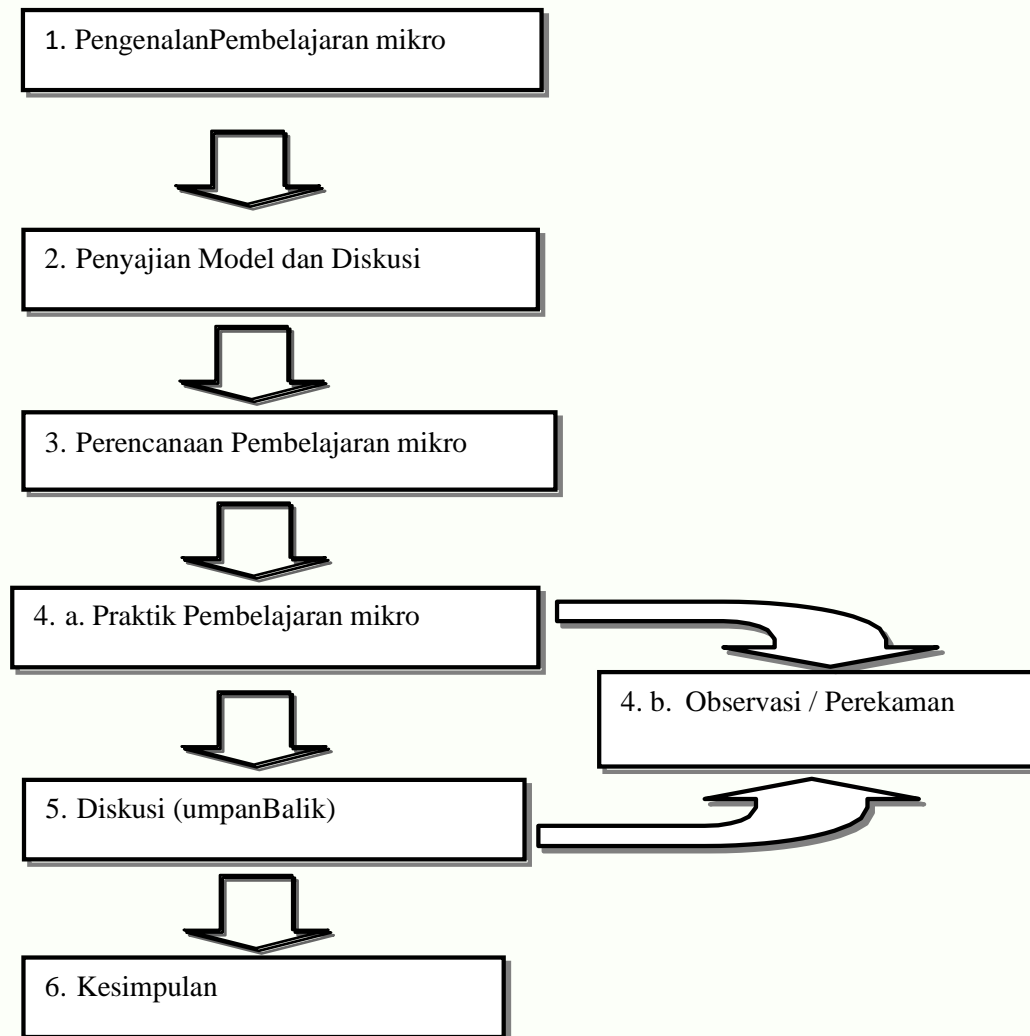 1. PengenalanPembelajaran mikro
2. Penyajian Model dan Diskusi
3. Perencanaan Pembelajaran mikro
4. a. Praktik Pembelajaran mikro
4. b. Observasi / Perekaman
5. Diskusi (umpanBalik)
6. Kesimpulan